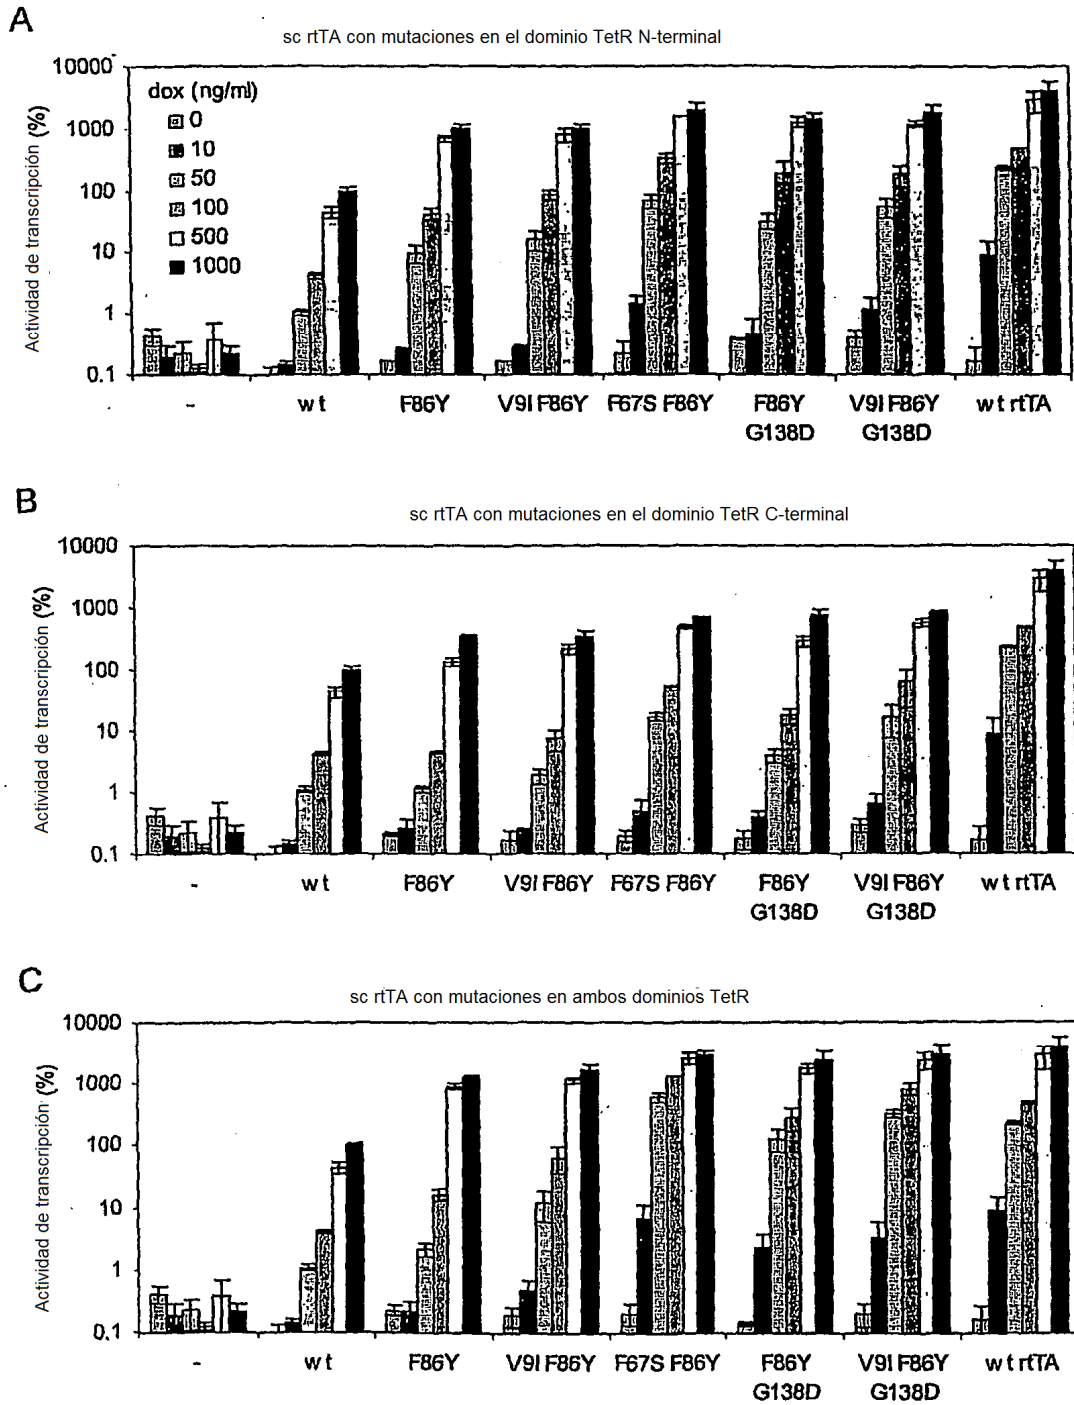 A
sc rtTA con mutaciones en el dominio TetR N-terminal
Actividad de transcripción (%)
10000
1000
100
10
1
0.1
dox (ng/ml)
0
10
50
100
500
1000
-
wt
F86Y
V9I F86Y
F67S F86Y
F86Y
G138D
V9I F86Y
G138D
wt rtTA
B
sc rtTA con mutaciones en el dominio TetR C-terminal
Actividad de transcripción (%)
10000
1000
100
10
1
0.1
-
wt
F86Y
V9I F86Y
F67S F86Y
F86Y
G138D
V9I F86Y
G138D
wt rtTA
C
sc rtTA con mutaciones en ambos dominios TetR
Actividad de transcripción (%)
10000
1000
100
10
1
0.1
-
wt
F86Y
V9I F86Y
F67S F86Y
F86Y
G138D
V9I F86Y
G138D
wt rtTA